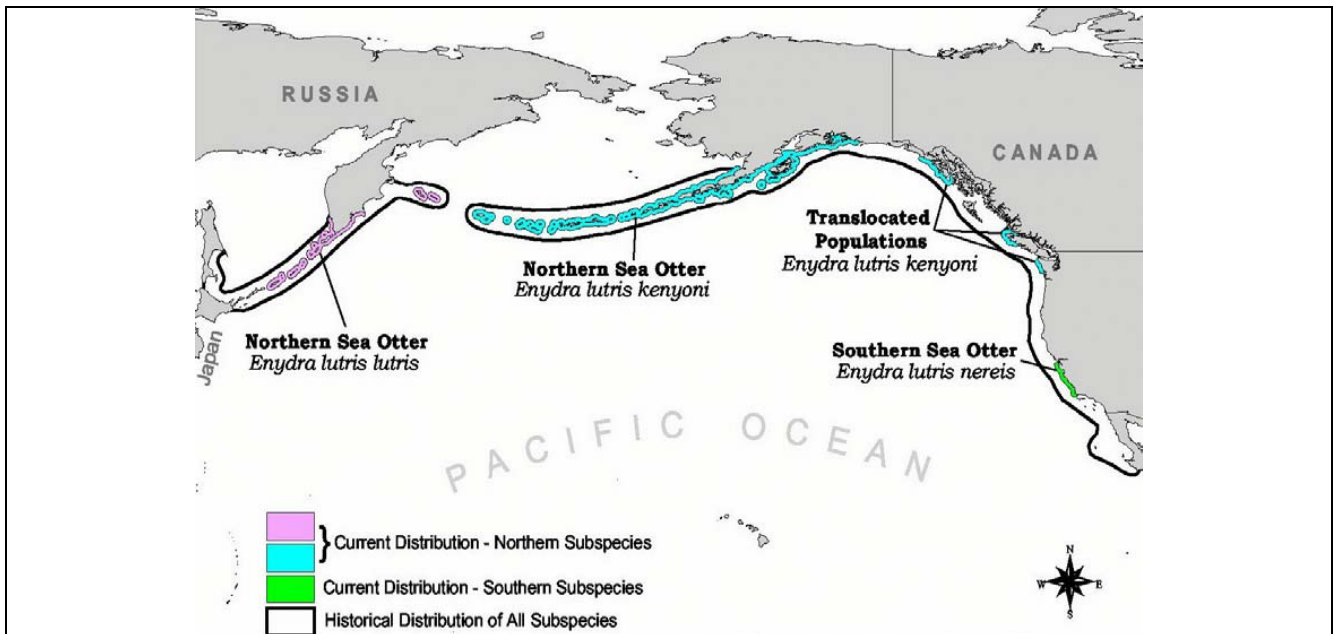 RUSSIA
CANADA
Translocated
Populations
Enydra lutris kenyoni
Northern Sea Otter
Enydra lutris kenyoni
Northern Sea Otter
Enydra lutris lutris
Japan
Southern Sea Otter
Enydra lutris nereis
PACIFIC OCEAN
Current Distribution - Northern Subspecies
Current Distribution - Southern Subspecies
Historical Distribution of All Subspecies
N
W E
S